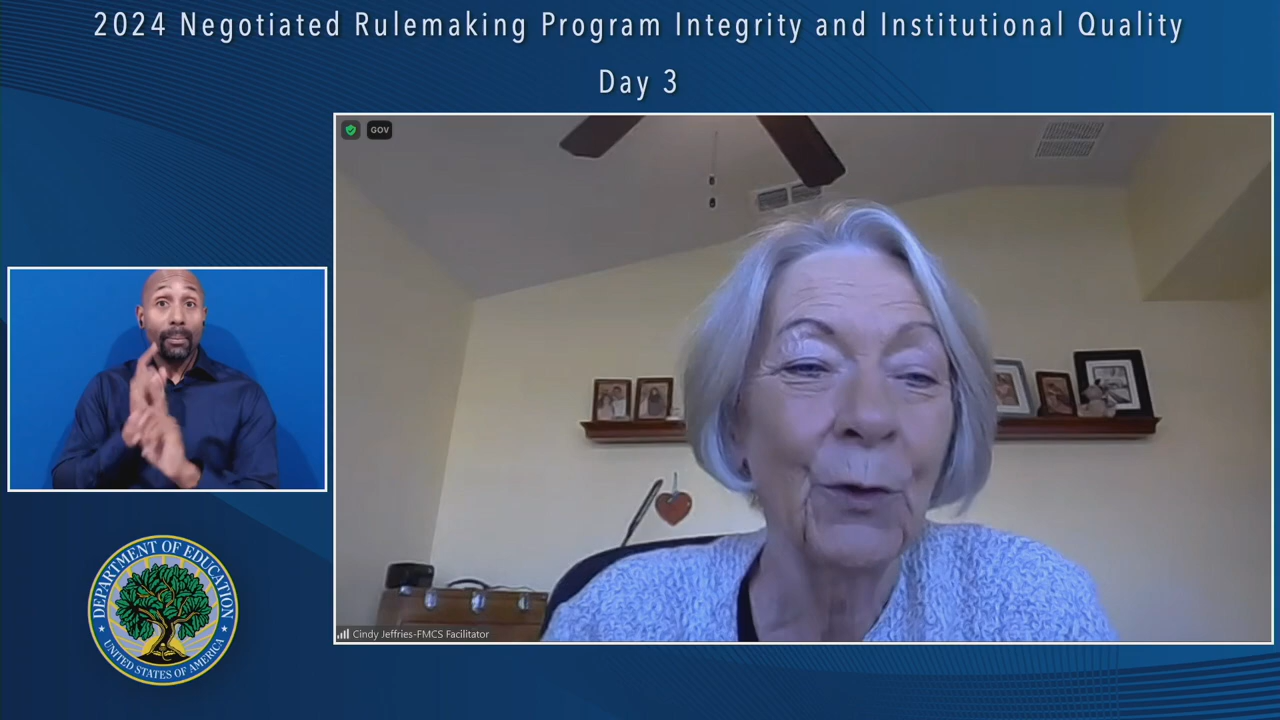 2024 Negotiated Rulemaking Program Integrity and Institutional Quality
Day 3
GOV
Cindy Jeffries-FMCS Facilitator
DEPARTMENT OF EDUCATION
UNITED STATES OF AMERICA